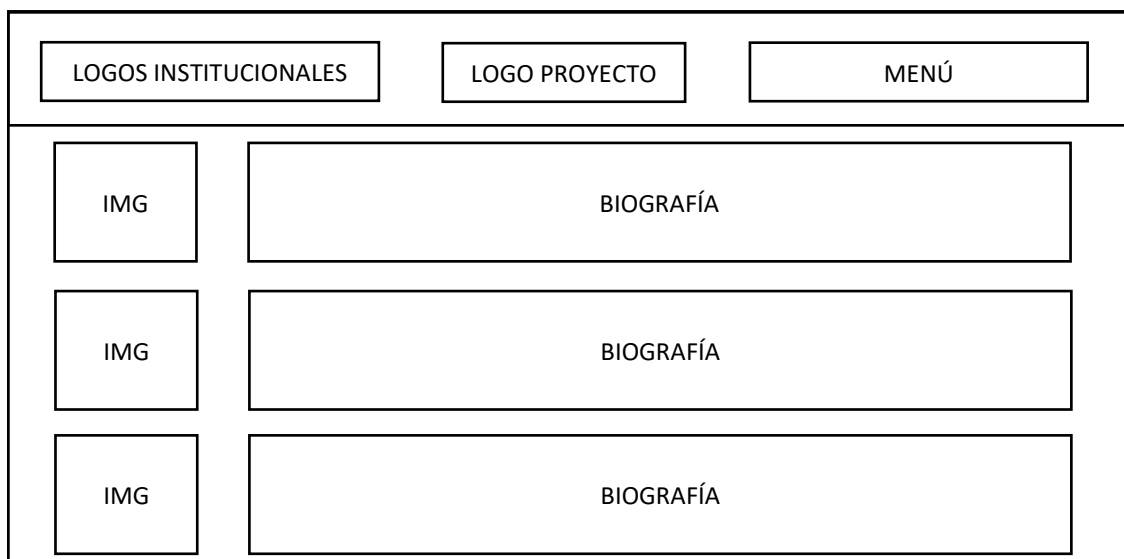 LOGOS INSTITUCIONALES
LOGO PROYECTO
MENÚ
IMG
BIOGRAFÍA
IMG
BIOGRAFÍA
IMG
BIOGRAFÍA